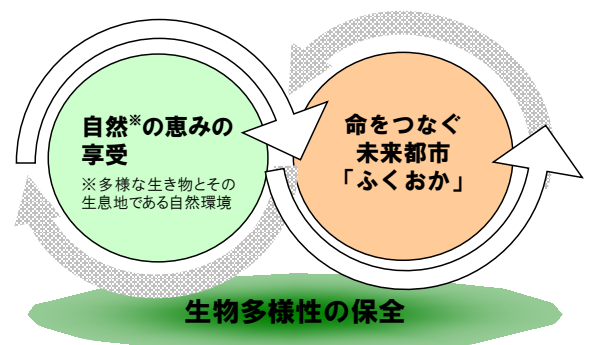 自然※の恵みの
享受
※多様な生き物とその
生息地である自然環境
命をつなぐ
未来都市
「ふくおか」
生物多様性の保全